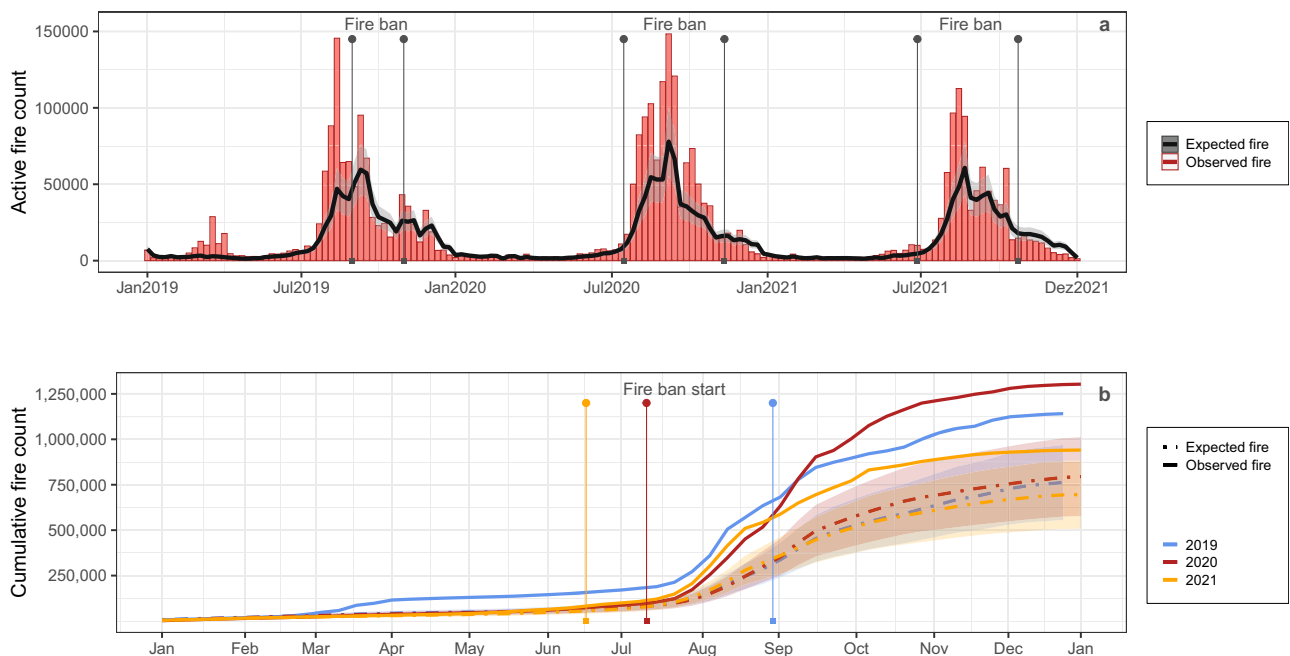 Fire ban
Fire ban
Fire ban
a
150000
100000
50000
0
Active fire count
Jan2019
Jul2019
Jan2020
Jul2020
Jan2021
Jul2021
Dez2021
Expected fire
Observed fire
Fire ban start
b
1,250,000
1,000,000
750,000
500,000
250,000
Cumulative fire count
Jan
Feb
Mar
Apr
May
Jun
Jul
Aug
Sep
Oct
Nov
Dec
Jan
Expected fire
Observed fire
2019
2020
2021